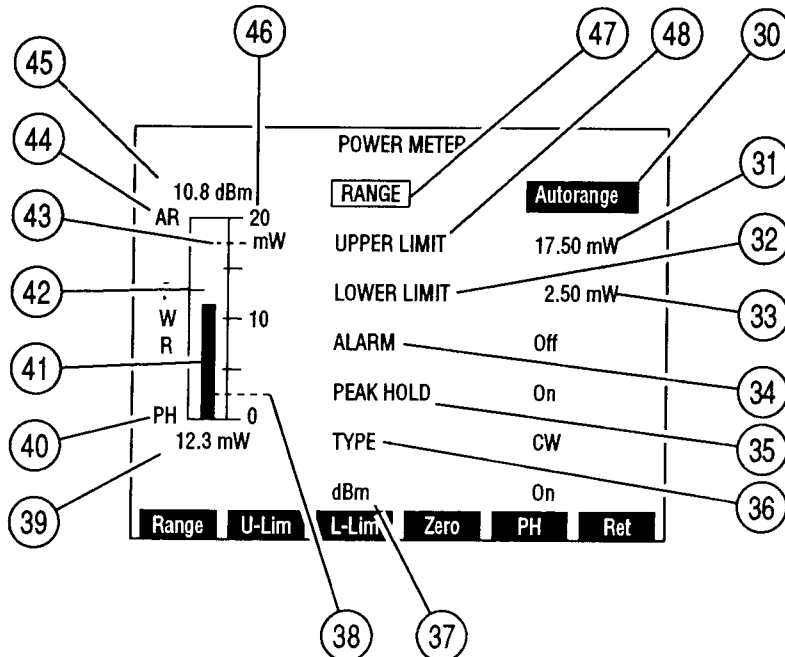 46
47
48
30
45
44
POWER METER
31
10.8 dBm
RANGE
Autorange
AR
20
43
mW
UPPER LIMIT
17.50 mW
32
42
LOWER LIMIT
2.50 mW
33
W
10
R
ALARM
Off
41
34
PEAK HOLD
On
PH
0
40
12.3 mW
35
TYPE
CW
36
39
dBm
On
Range
U-Lim
L-Lim
Zero
PH
Ret
38
37